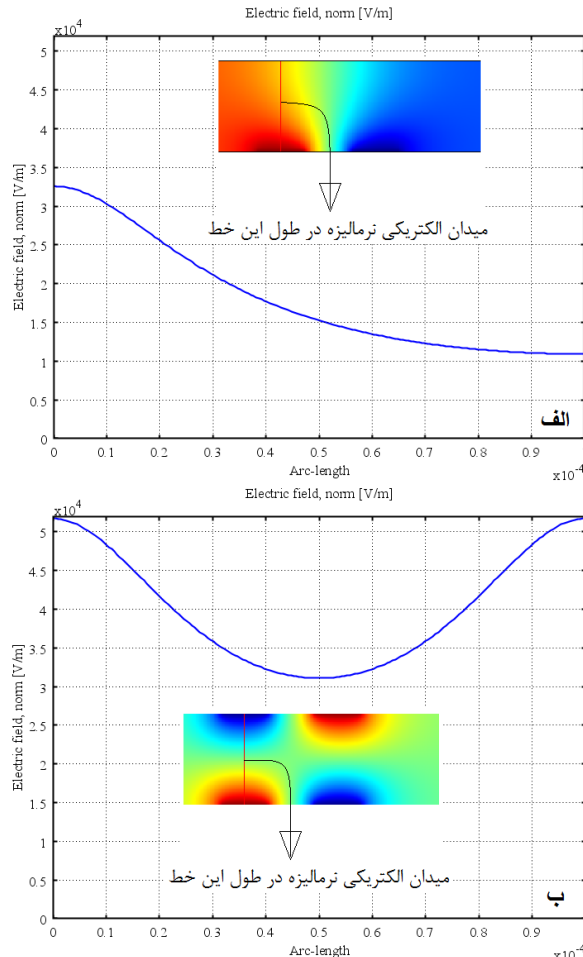 Electric field, norm [V/m]
x10⁴
5
4.5
4
3.5
3
2.5
2
1.5
1
0.5
0
Electric field, norm [V/m]
میدان الکتریکی نرمالیزه در طول این خط
الف
0 0.1 0.2 0.3 0.4 0.5 0.6 0.7 0.8 0.9
Arc-length
x10⁻⁴
Electric field, norm [V/m]
x10⁴
5
4.5
4
3.5
3
2.5
2
1.5
1
0.5
0
Electric field, norm [V/m]
میدان الکتریکی نرمالیزه در طول این خط
ب
0 0.1 0.2 0.3 0.4 0.5 0.6 0.7 0.8 0.9
Arc-length
x10⁻⁴